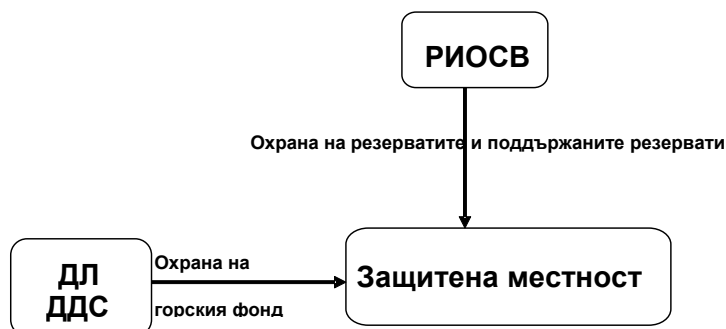 РИОСВ
Охрана на резерватите и поддържаните резервати
ДЛ
ДДС
Охрана на
горския фонд
Защитена местност